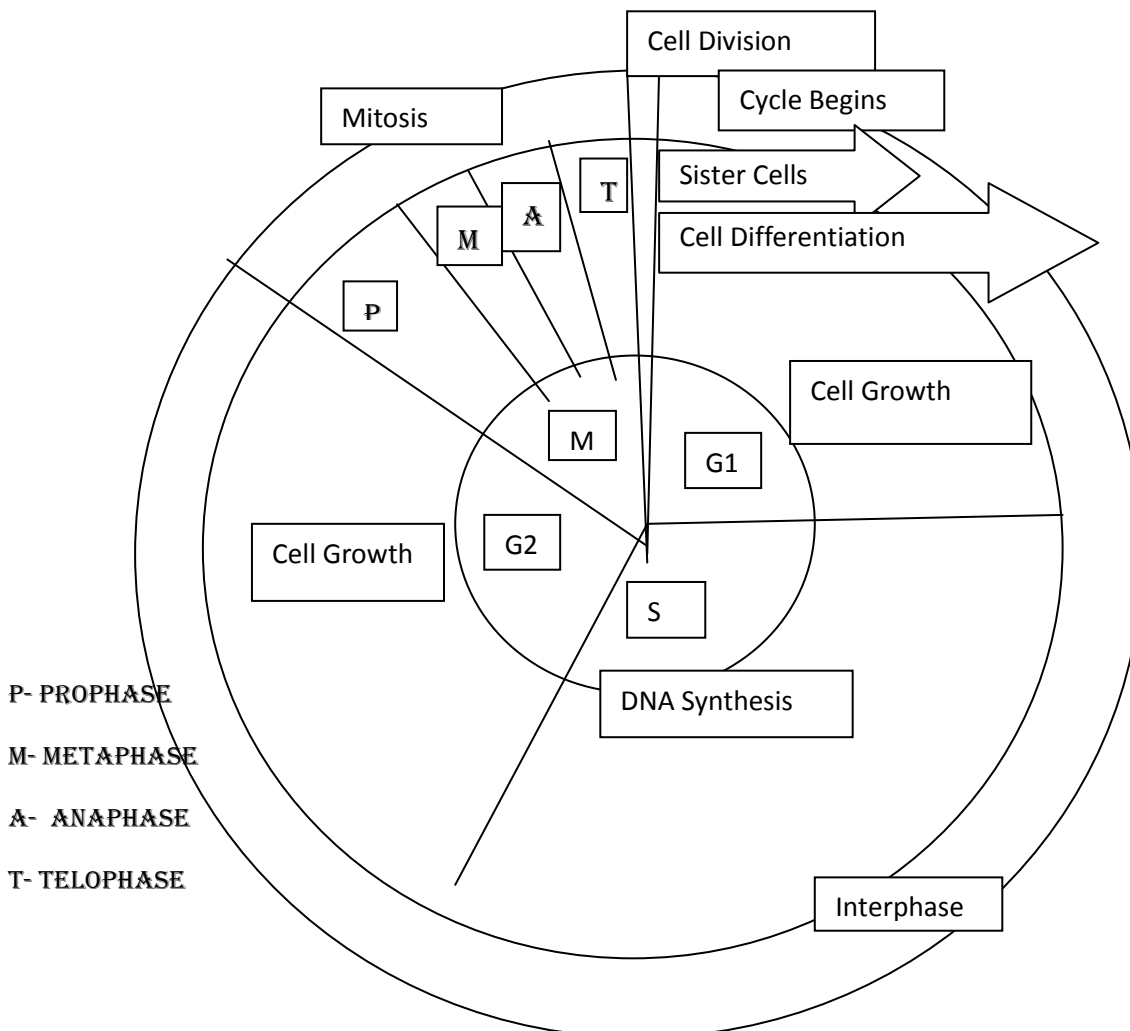 Cell Division
Cycle Begins
Mitosis
Sister Cells
T
A
M
Cell Differentiation
P
Cell Growth
M
G1
G2
Cell Growth
S
DNA Synthesis
P- PROPHASE
M- METAPHASE
A- ANAPHASE
T- TELOPHASE
Interphase